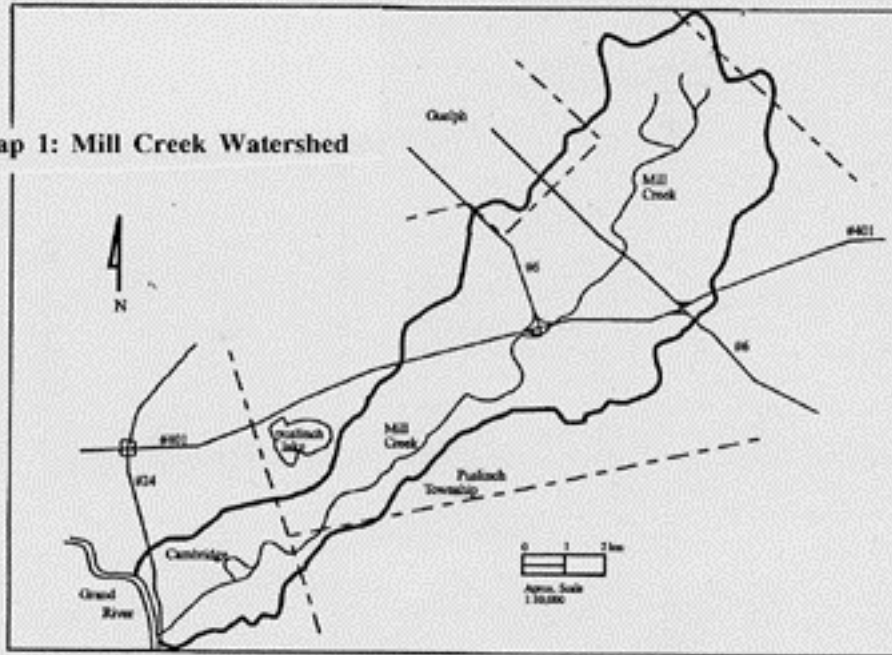 ap 1: Mill Creek Watershed
Guelph
Mill
Creek
#401
#6
N
#6
#401
puslinch
lake
Mill
Creek
#24
Puslinch
Township
Cambridge
0 1 2 km
Aprox. Scale
Grand
River